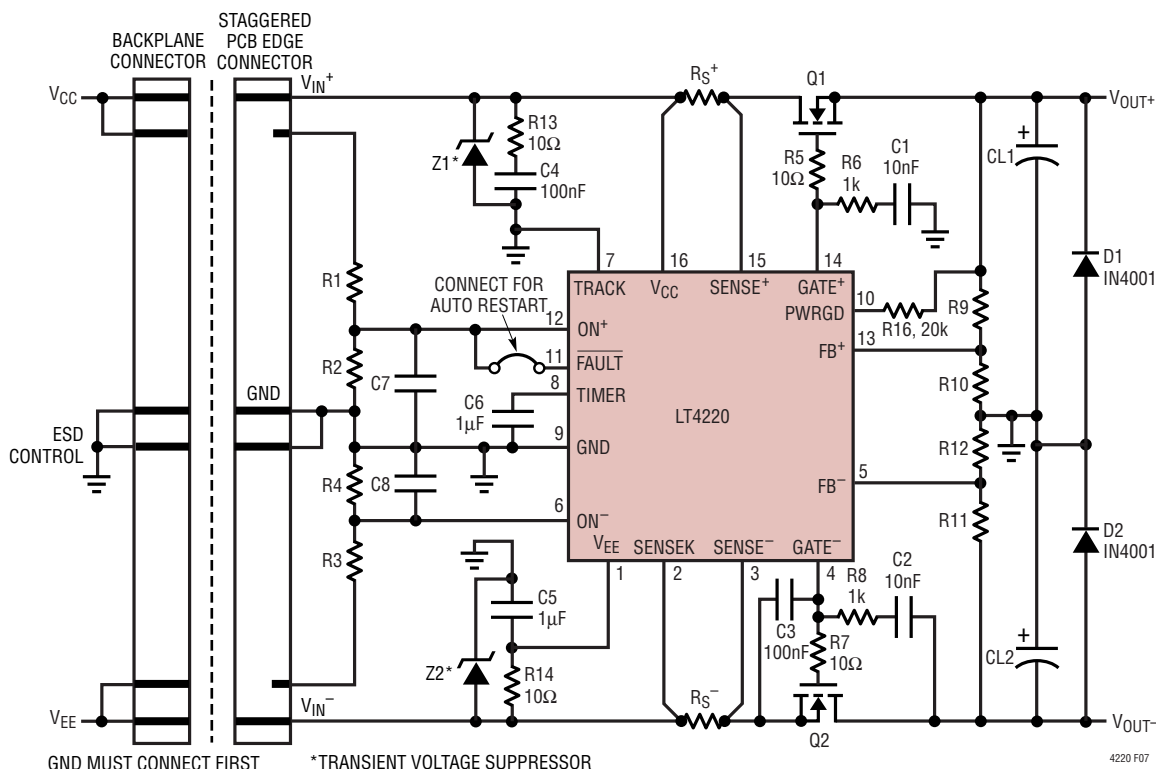 BACKPLANE
CONNECTOR
STAGGERED
PCB EDGE
CONNECTOR
VCC
VIN+
RS+
Q1
VOUT+
R13
10Ω
Z1*
C4
100nF
R5
10Ω
R6
1k
C1
10nF
CL1
+
D1
IN4001
R1
CONNECT FOR
AUTO RESTART
7
16
15
14
TRACK
VCC
SENSE+
GATE+
10
PWRGD
R16, 20k
R9
12
ON+
11
FAULT
13
FB+
R2
C7
8
TIMER
C6
1µF
R10
GND
LT4220
9
GND
ESD
CONTROL
R12
R4
C8
5
FB−
6
ON−
R11
D2
IN4001
R3
VEE
SENSEK
SENSE−
GATE−
1
2
3
4
R8
1k
C2
10nF
C5
1µF
C3
100nF
R7
10Ω
+
CL2
Z2*
R14
10Ω
VEE
VIN−
RS−
Q2
VOUT−
GND MUST CONNECT FIRST
*TRANSIENT VOLTAGE SUPPRESSOR
4220 F07